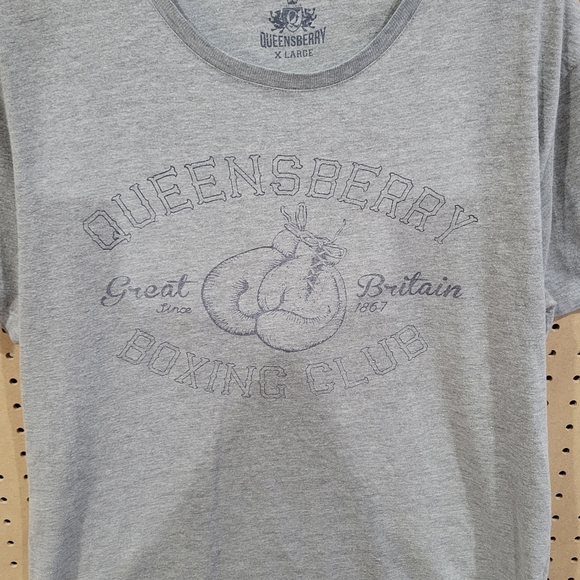 QUEENSBERRY
X LARGE
QUEENSBERRY
Great Britain
Since 1867
BOXING CLUB